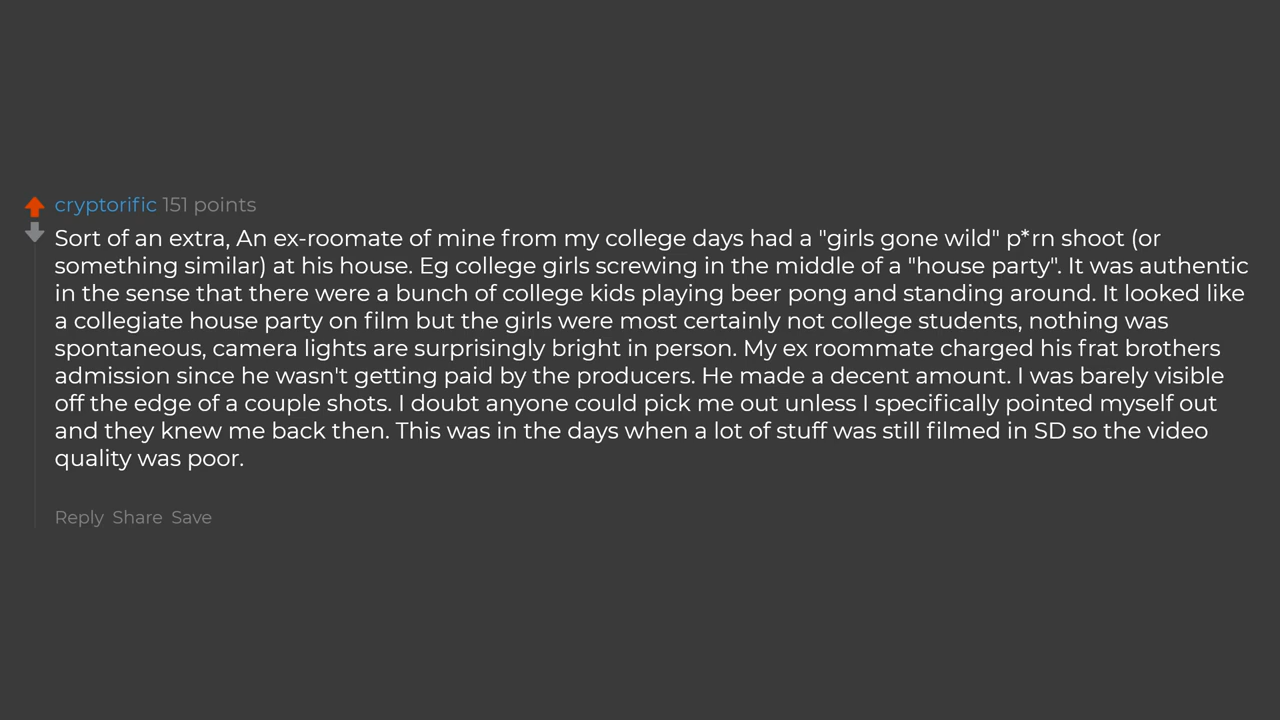 cryptorific 151 points
Sort of an extra, An ex-roomate of mine from my college days had a "girls gone wild" p*rn shoot (or
something similar) at his house. Eg college girls screwing in the middle of a "house party". It was authentic
in the sense that there were a bunch of college kids playing beer pong and standing around. It looked like
a collegiate house party on film but the girls were most certainly not college students, nothing was
spontaneous, camera lights are surprisingly bright in person. My ex roommate charged his frat brothers
admission since he wasn't getting paid by the producers. He made a decent amount. I was barely visible
off the edge of a couple shots. I doubt anyone could pick me out unless I specifically pointed myself out
and they knew me back then. This was in the days when a lot of stuff was still filmed in SD so the video
quality was poor.
Reply Share Save